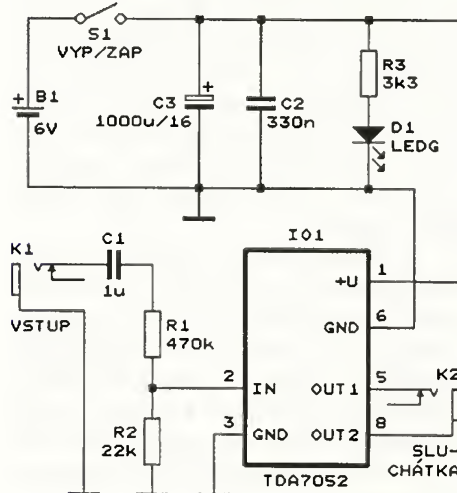 S1
VYP/ZAP
+
B1
6V
+
C3
1000u/16
C2
330n
R3
3k3
D1
LEDG
K1
VSTUP
C1
1u
R1
470k
R2
22k
IO1
+U 1
GND 6
2 IN
OUT1 5
3 GND
OUT2 8
TDA7052
K2
SLU-
CHÁTKA